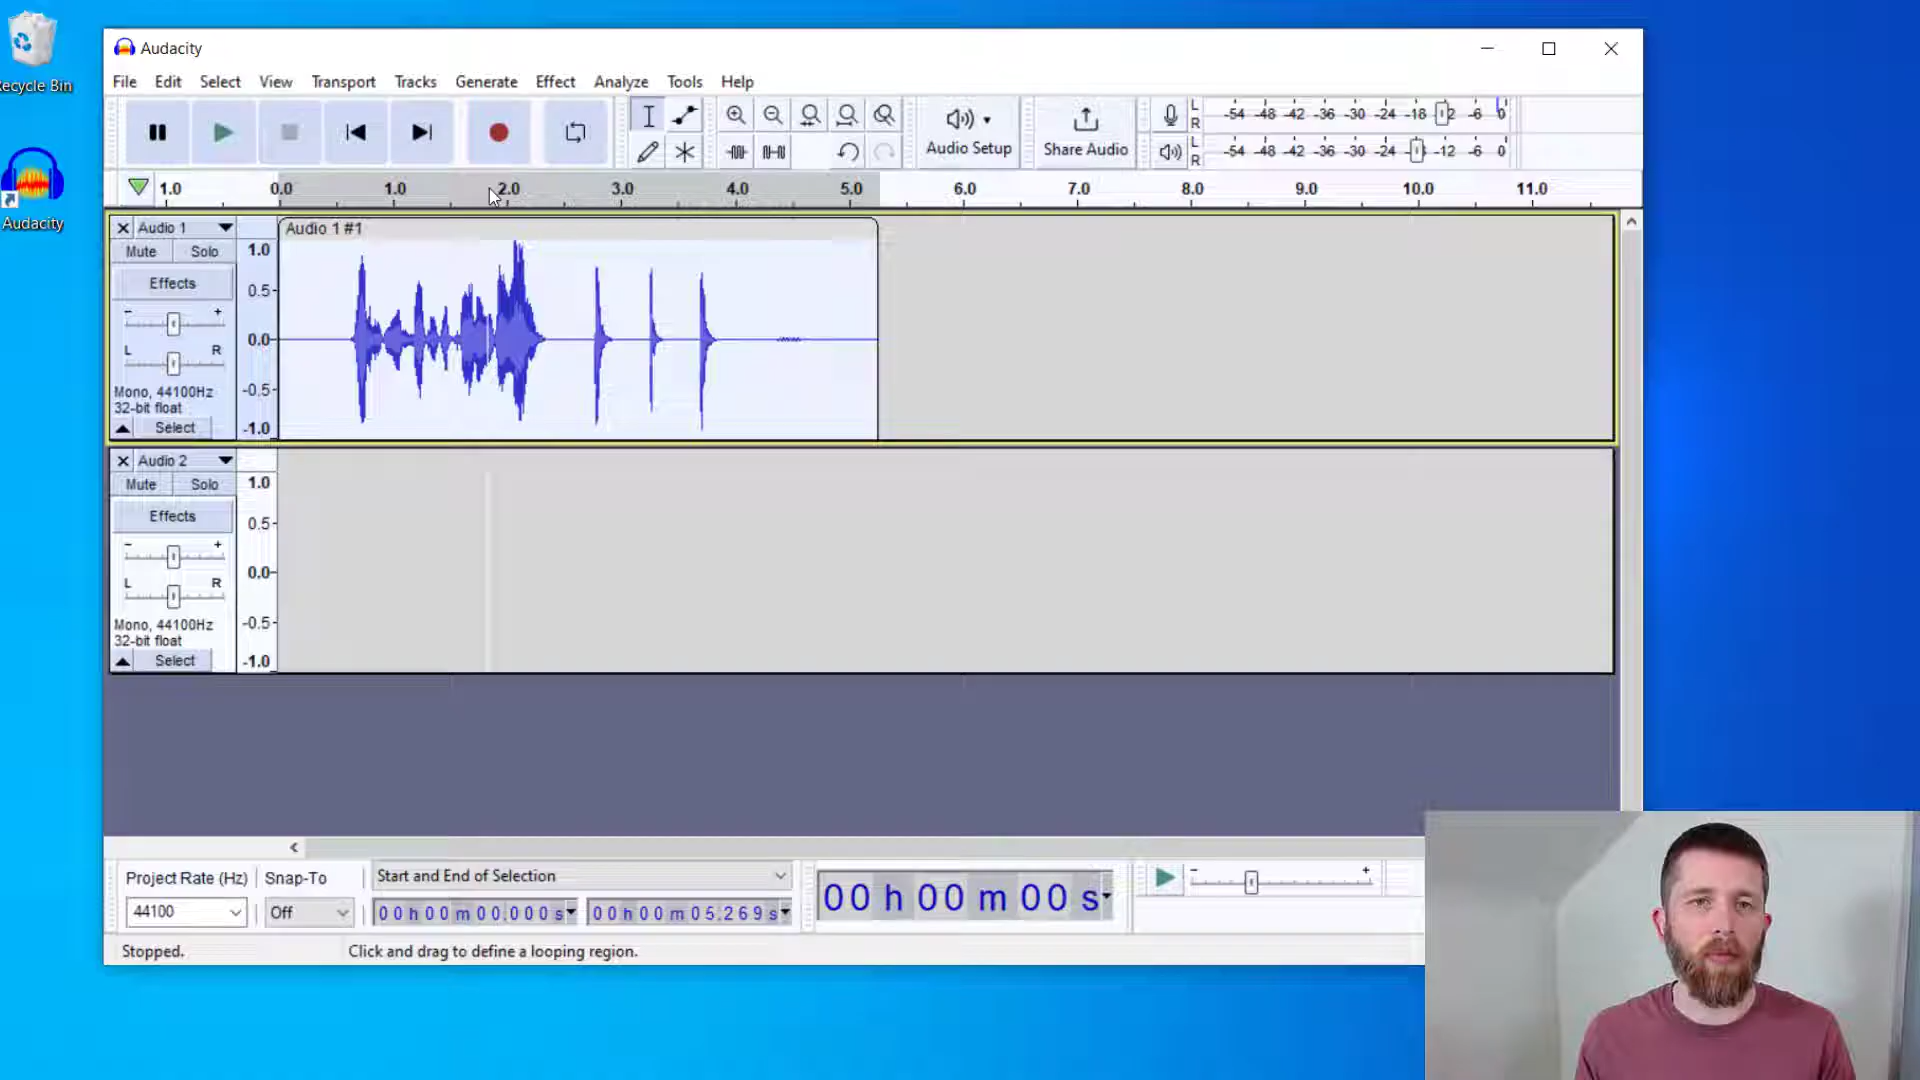 Recycle Bin
Audacity
Audacity
File Edit Select View Transport Tracks Generate Effect Analyze Tools Help
Audio Setup
Share Audio
L
R
-54 -48 -42 -36 -30 -24 -18 -12 -6 0
L
R
-54 -48 -42 -36 -30 -24 -18 -12 -6 0
1.0 0.0 1.0 2.0 3.0 4.0 5.0 6.0 7.0 8.0 9.0 10.0 11.0
Audio 1
Mute Solo
Effects
- +
L R
Mono, 44100Hz
32-bit float
Select
1.0
0.5
0.0
-0.5
-1.0
Audio 1 #1
Audio 2
Mute Solo
Effects
- +
L R
Mono, 44100Hz
32-bit float
Select
1.0
0.5
0.0
-0.5
-1.0
Project Rate (Hz) Snap-To
44100
Off
Start and End of Selection
00 h 00 m 00.000 s
00 h 00 m 05.269 s
00 h 00 m 00 s
- +
Stopped.
Click and drag to define a looping region.